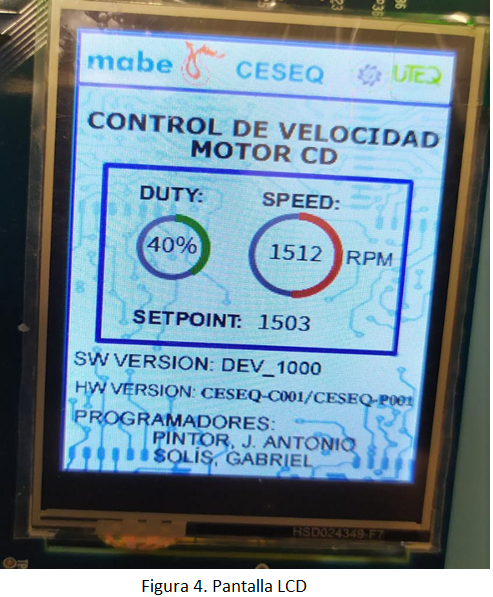 mabe CESEQ UTEQ
CONTROL DE VELOCIDAD
MOTOR CD
DUTY: SPEED:
40% 1512 RPM
SETPOINT: 1503
SW VERSION: DEV_1000
HW VERSION: CESEQ-C001/CESEQ-P001
PROGRAMADORES:
PINTOR, J. ANTONIO
SOLÍS, GABRIEL
HSD024349-F7
Figura 4. Pantalla LCD